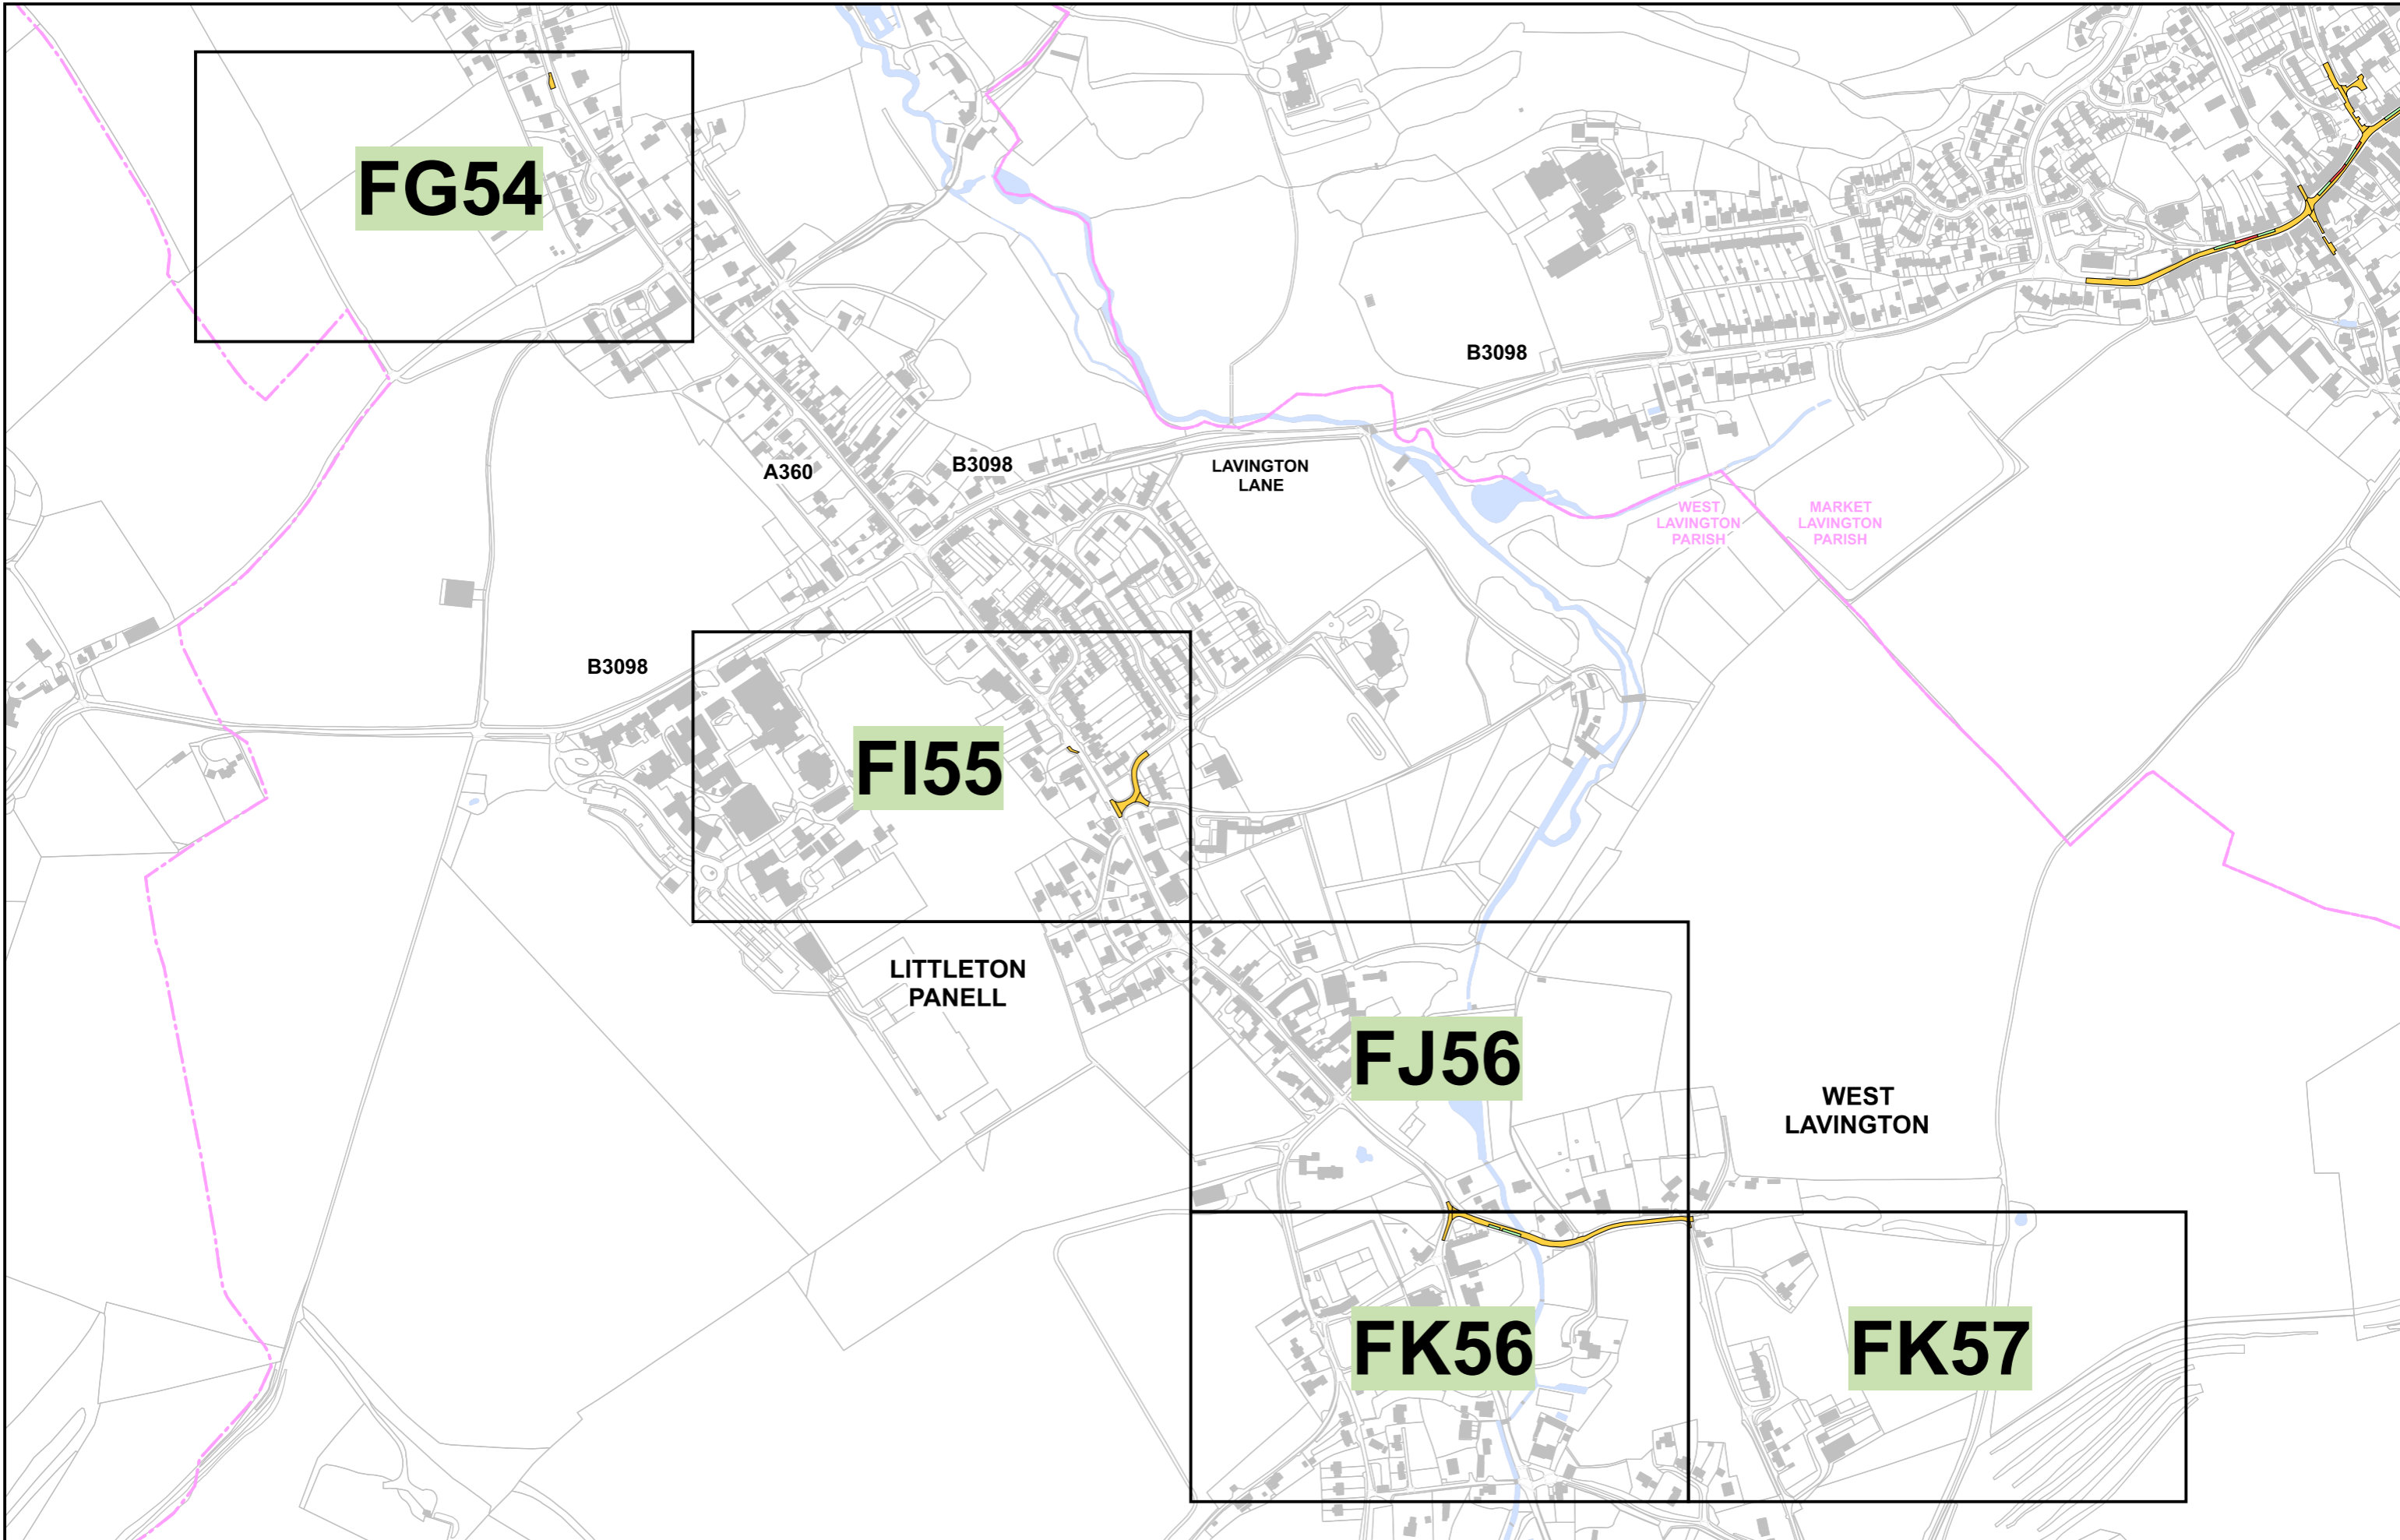 FG54
B3098
A360
B3098
LAVINGTON
LANE
WEST
LAVINGTON
PARISH
MARKET
LAVINGTON
PARISH
B3098
FI55
LITTLETON
PANELL
FJ56
WEST
LAVINGTON
FK56
FK57